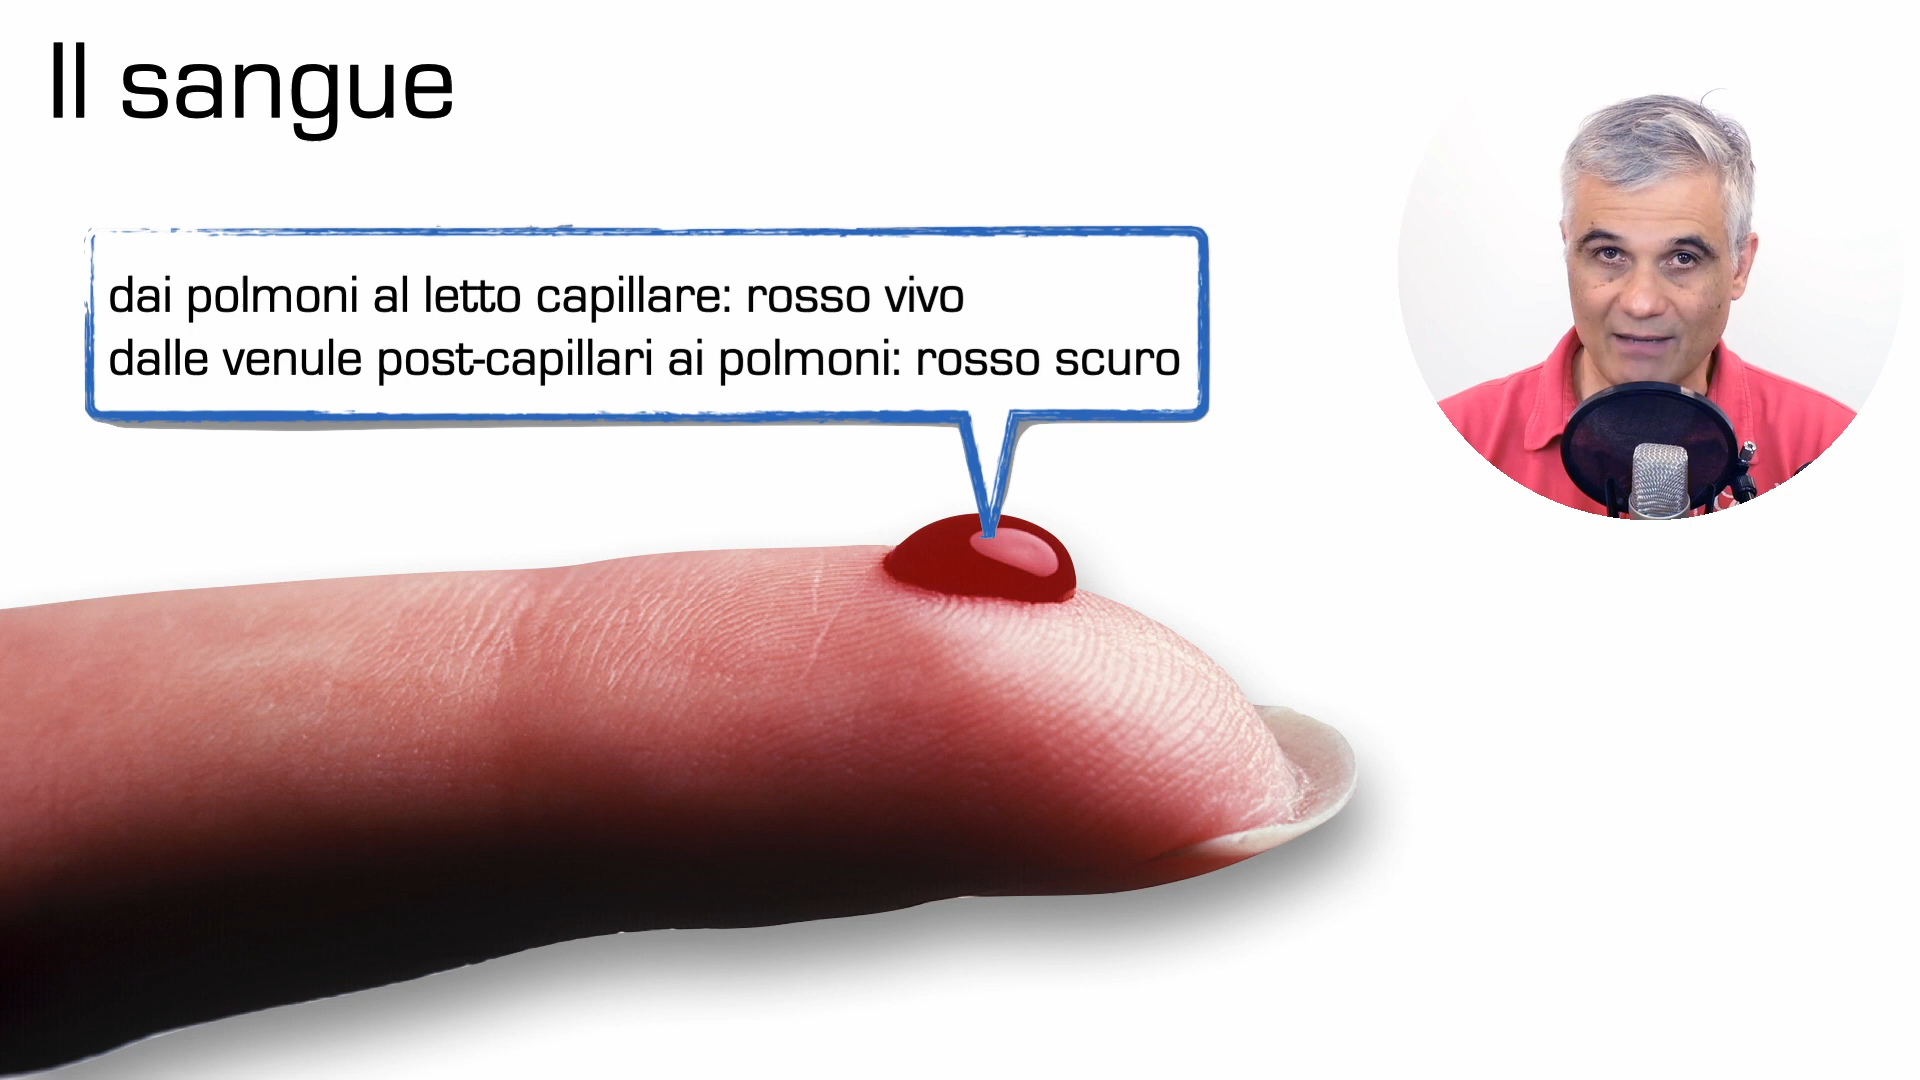 Il sangue
dai polmoni al letto capillare: rosso vivo
dalle venule post-capillari ai polmoni: rosso scuro